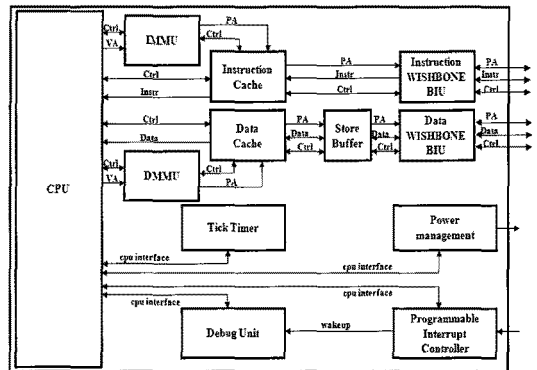 Ctrl
IMMU
PA
Ctrl
VA
Ctrl
Instr
Instruction
Cache
PA
Instr
Ctrl
Instruction
WISHBONE
BIU
PA
Instr
Ctrl
Ctrl
Data
Data
Cache
PA
Data
Ctrl
Store
Buffer
PA
Data
Ctrl
Data
WISHBONE
BIU
PA
Data
Ctrl
CPU
Ctrl
VA
DMMU
Ctrl
PA
Tick Timer
Power
management
cpu interface
cpu interface
cpu interface
cpu interface
Debug Unit
wakeup
Programmable
Interrupt
Controller